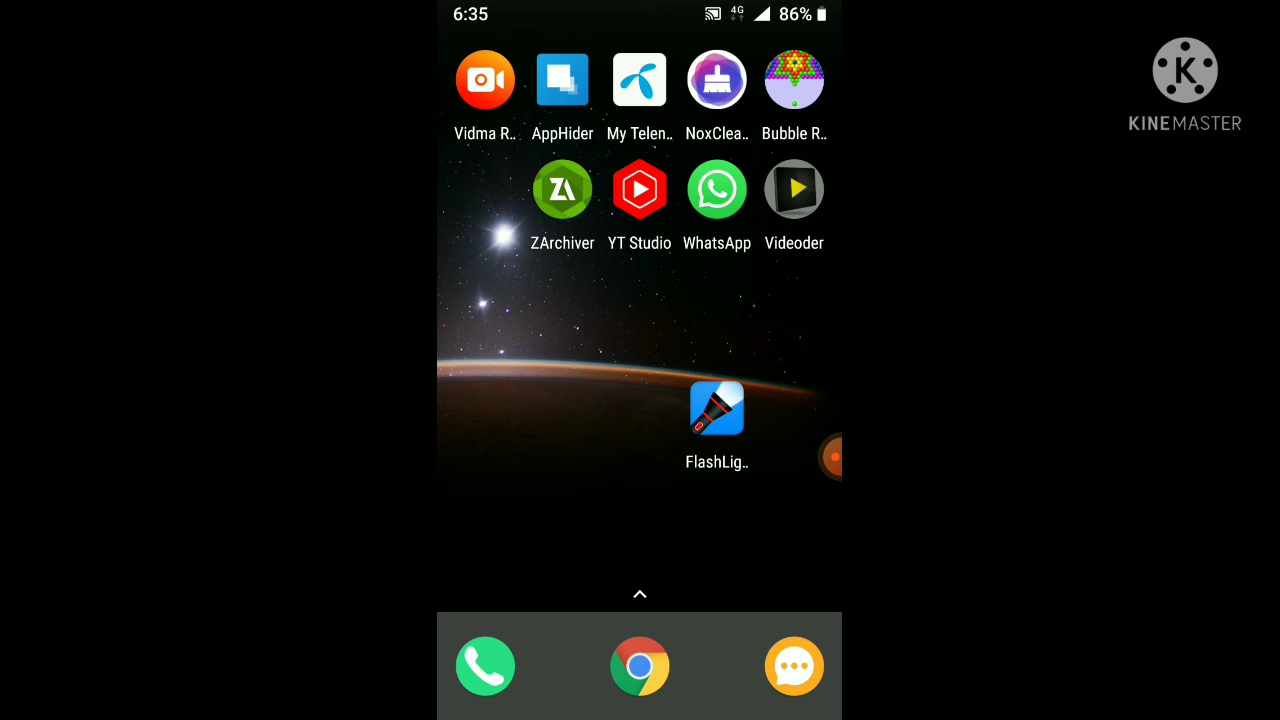 6:35 4G 86%
KINEMASTER
Vidma R.. AppHider My Telen.. NoxClea.. Bubble R..
ZArchiver YT Studio WhatsApp Videoder
FlashLig..